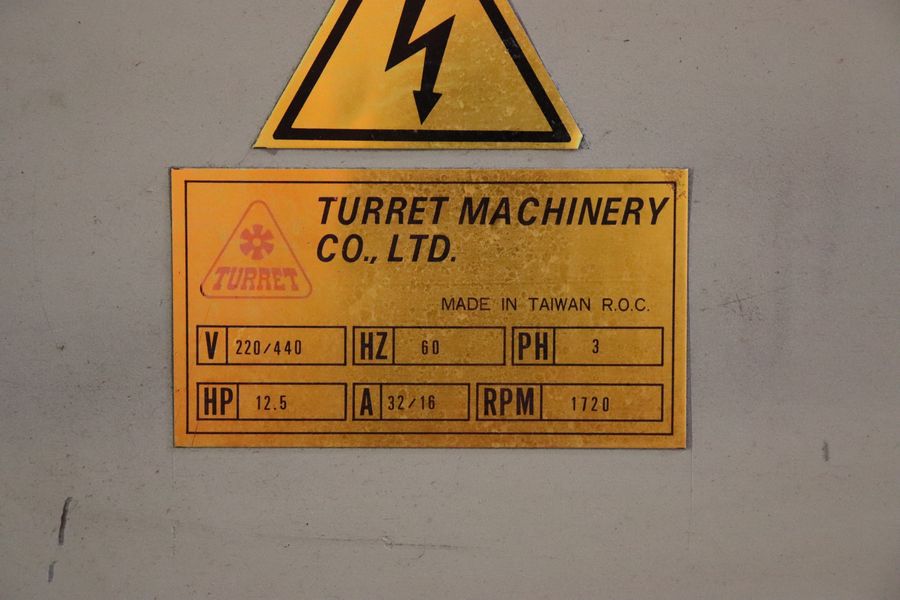 TURRET MACHINERY
CO., LTD.
TURRET
MADE IN TAIWAN R.O.C.
V 220/440 HZ 60 PH 3
HP 12.5 A 32/16 RPM 1720